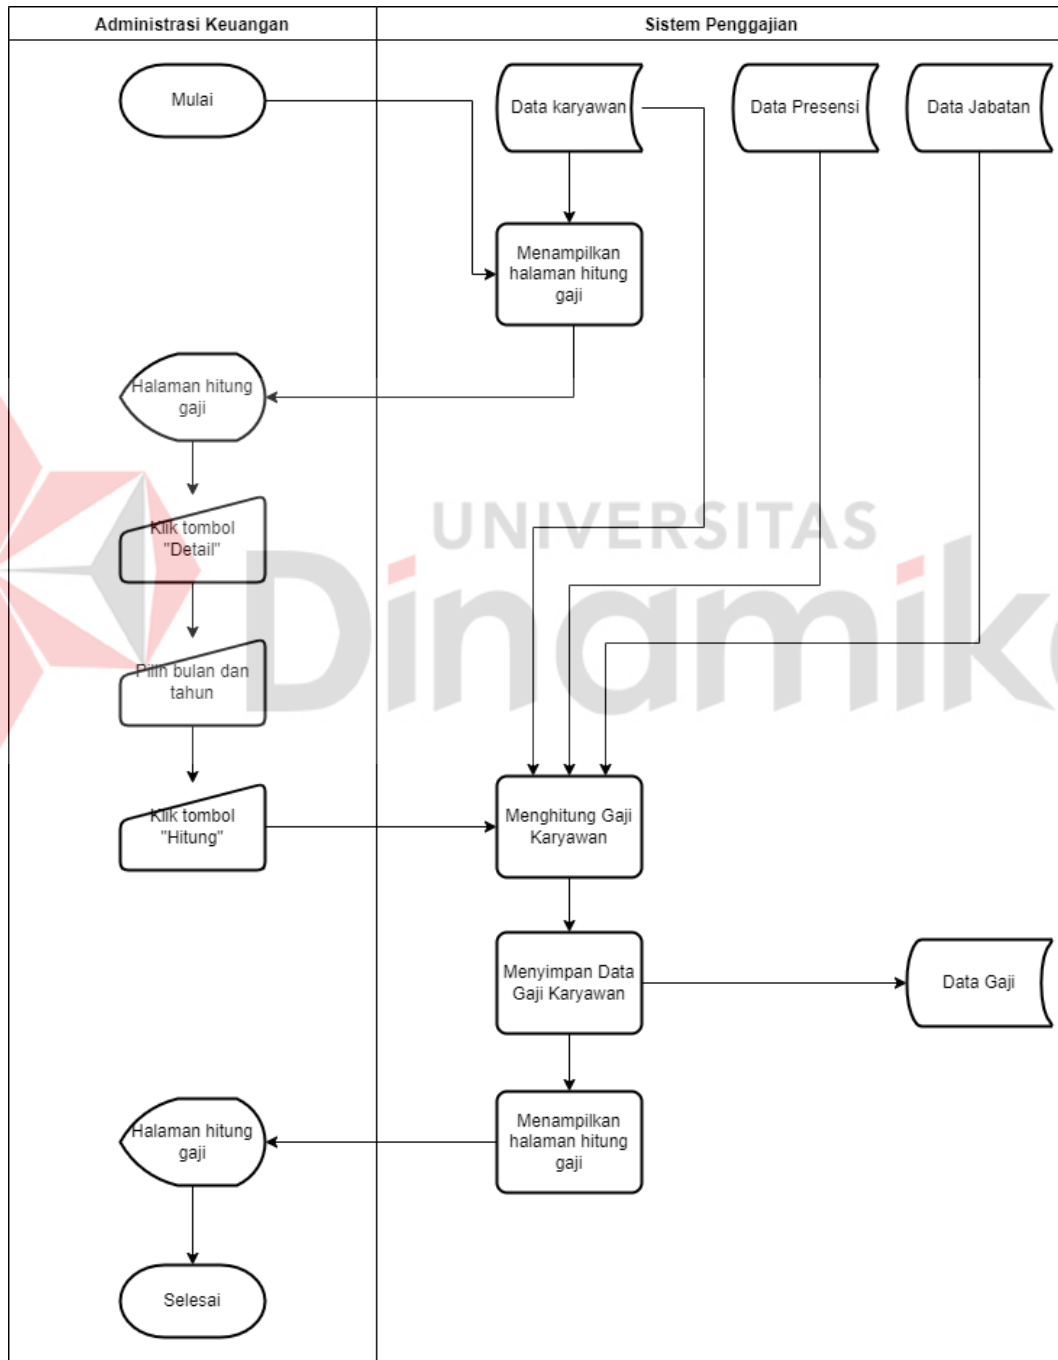 Administrasi Keuangan
Sistem Penggajian
Mulai
Data karyawan
Data Presensi
Data Jabatan
Menampilkan
halaman hitung
gaji
Halaman hitung
gaji
Klik tombol
"Detail"
UNIVERSITAS
Dinamika
Pilih bulan dan
tahun
Klik tombol
"Hitung"
Menghitung Gaji
Karyawan
Menyimpan Data
Gaji Karyawan
Data Gaji
Menampilkan
halaman hitung
gaji
Halaman hitung
gaji
Selesai